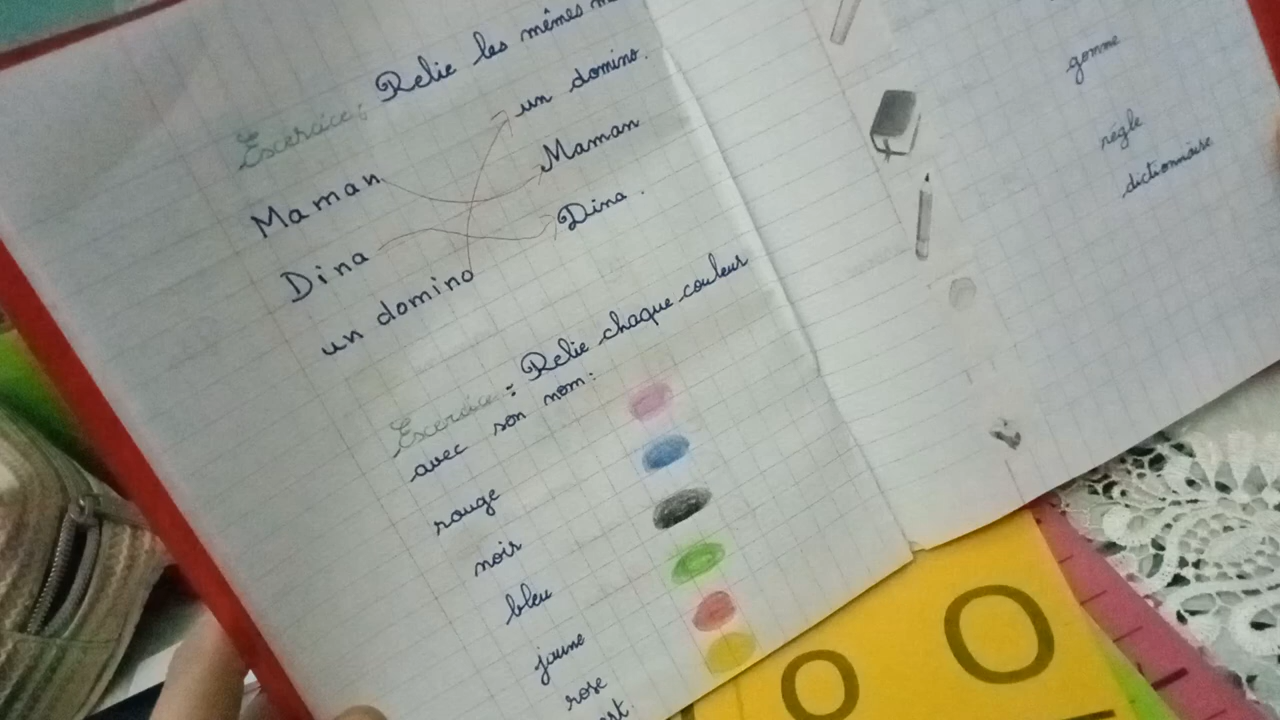 Exercice: Relie les mêmes
un domino.
Maman Maman
Dina Dina.
un domino
Exercice: Relie chaque couleur
avec son nom:
rouge
noir
bleu
jaune
rose
gomme
régle
dictionnaire
O O